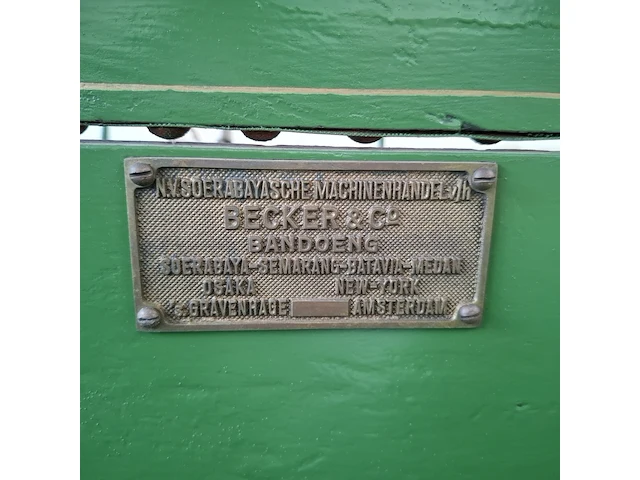 N.V. SOERABAYASCHE MACHINENHANDEL v/h
BECKER & Co
BANDOENG
SOERABAYA-SEMARANG-BATAVIA-MEDAN
OSAKA NEW-YORK
's GRAVENHAGE AMSTERDAM